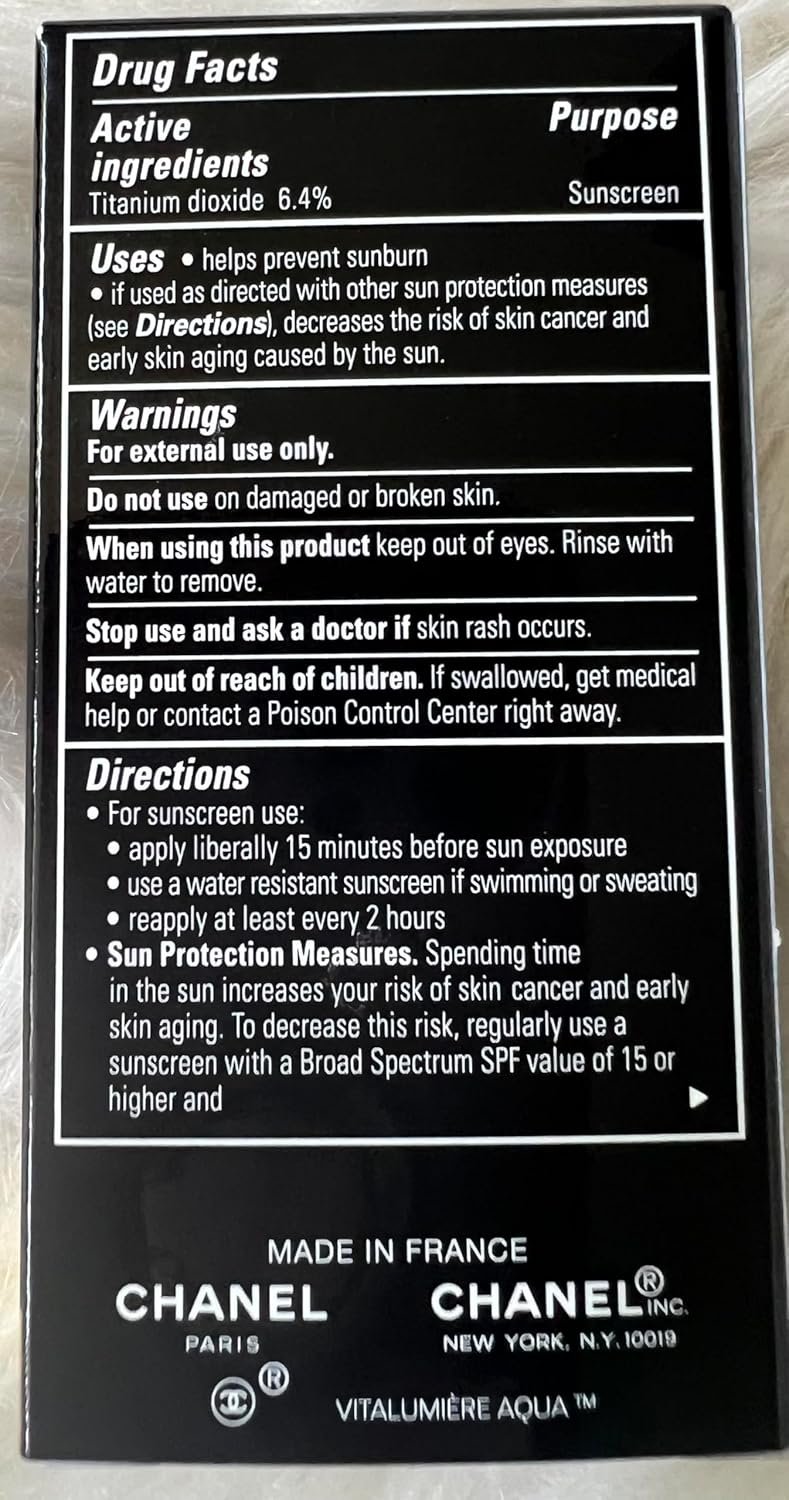 Drug Facts
Active Purpose
ingredients
Titanium dioxide 6.4% Sunscreen
Uses • helps prevent sunburn
• if used as directed with other sun protection measures
(see Directions), decreases the risk of skin cancer and
early skin aging caused by the sun.
Warnings
For external use only.
Do not use on damaged or broken skin.
When using this product keep out of eyes. Rinse with
water to remove.
Stop use and ask a doctor if skin rash occurs.
Keep out of reach of children. If swallowed, get medical
help or contact a Poison Control Center right away.
Directions
• For sunscreen use:
• apply liberally 15 minutes before sun exposure
• use a water resistant sunscreen if swimming or sweating
• reapply at least every 2 hours
• Sun Protection Measures. Spending time
in the sun increases your risk of skin cancer and early
skin aging. To decrease this risk, regularly use a
sunscreen with a Broad Spectrum SPF value of 15 or
higher and
MADE IN FRANCE
CHANEL CHANEL® INC.
PARIS NEW YORK, N.Y. 10019
® VITALUMIÈRE AQUA ™